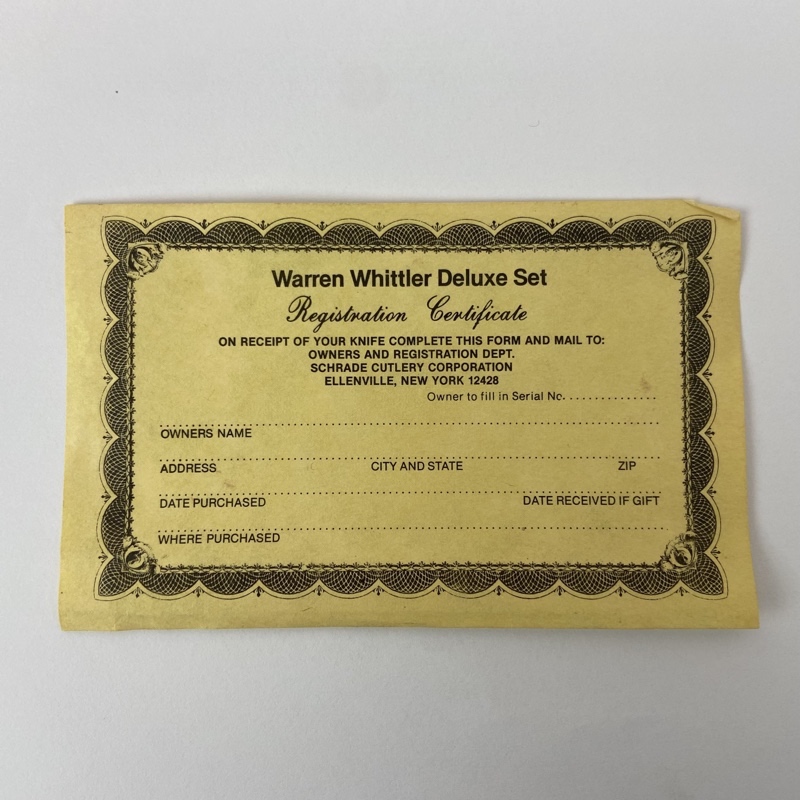 Warren Whittler Deluxe Set
Registration Certificate
ON RECEIPT OF YOUR KNIFE COMPLETE THIS FORM AND MAIL TO:
OWNERS AND REGISTRATION DEPT.
SCHRADE CUTLERY CORPORATION
ELLENVILLE, NEW YORK 12428
Owner to fill in Serial No. . . . . . . . . . . . . .
OWNERS NAME
ADDRESS CITY AND STATE ZIP
DATE PURCHASED DATE RECEIVED IF GIFT
WHERE PURCHASED